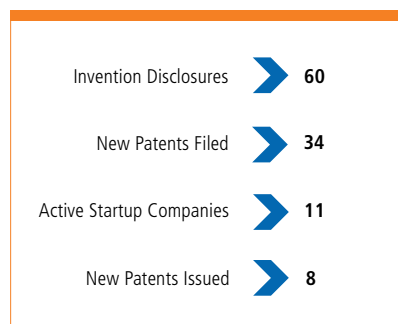 Invention Disclosures 60
New Patents Filed 34
Active Startup Companies 11
New Patents Issued 8